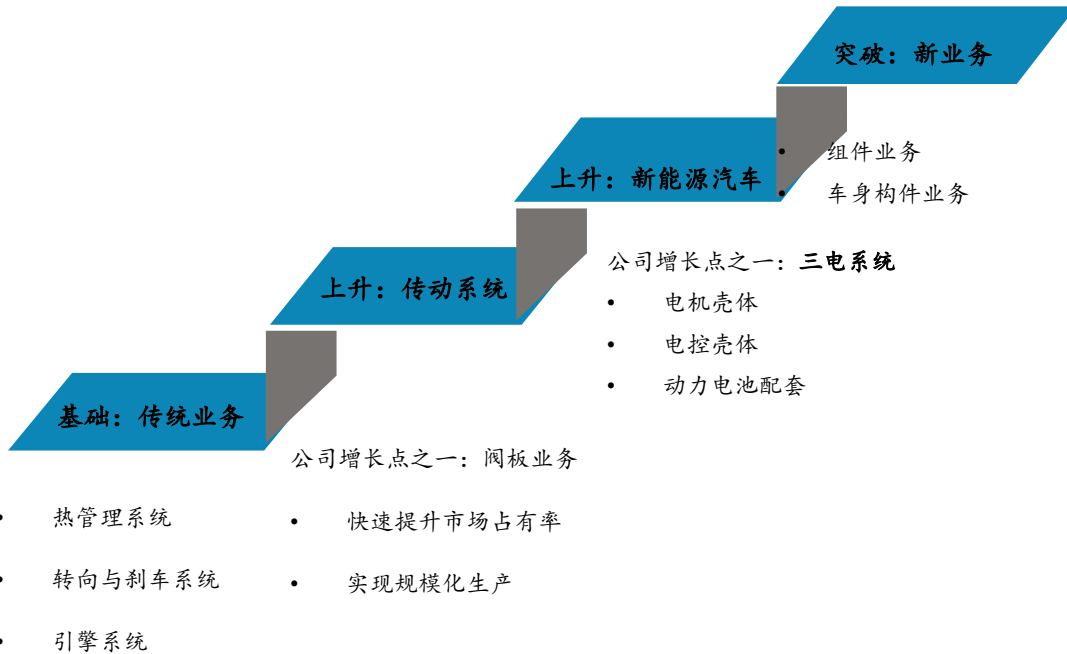 突破：新业务
• 组件业务
• 车身构件业务
上升：新能源汽车
公司增长点之一：三电系统
• 电机壳体
• 电控壳体
• 动力电池配套
上升：传动系统
公司增长点之一：阀板业务
• 快速提升市场占有率
• 实现规模化生产
基础：传统业务
• 热管理系统
• 转向与刹车系统
• 引擎系统